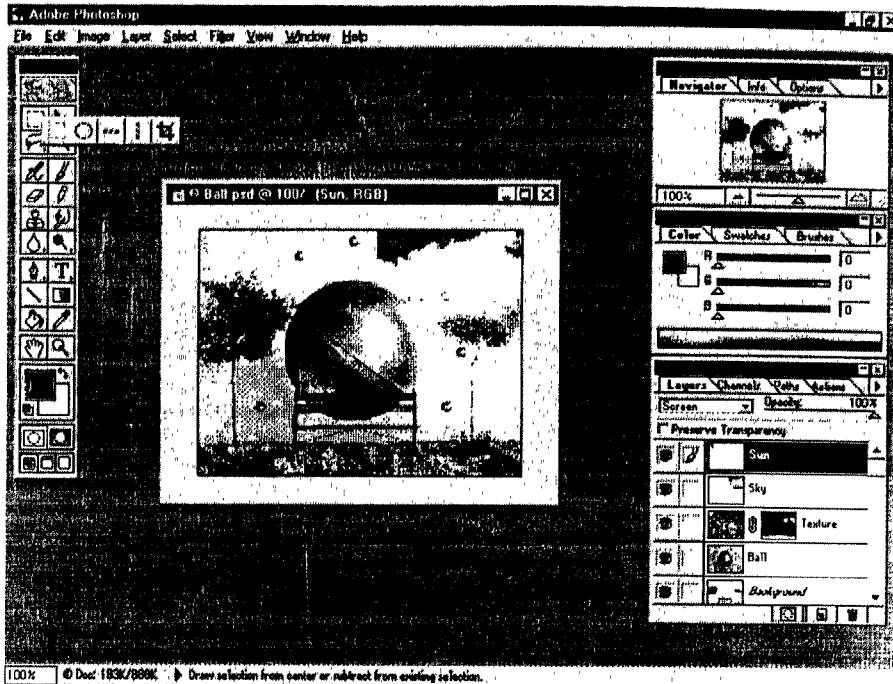 Adobe Photoshop
File Edit Image Layer Select Filter View Window Help
Navigator Info Options
100%
Ball.psd @ 100% (Sun, RGB)
Color Swatches Brushes
R 0
G 0
B 0
T
Layers Channels Paths Actions
Screen Opacity: 100%
Preserve Transparency
Sun
Sky
Texture
Ball
Background
100% Doc: 183K/888K Draw selection from center or subtract from existing selection.